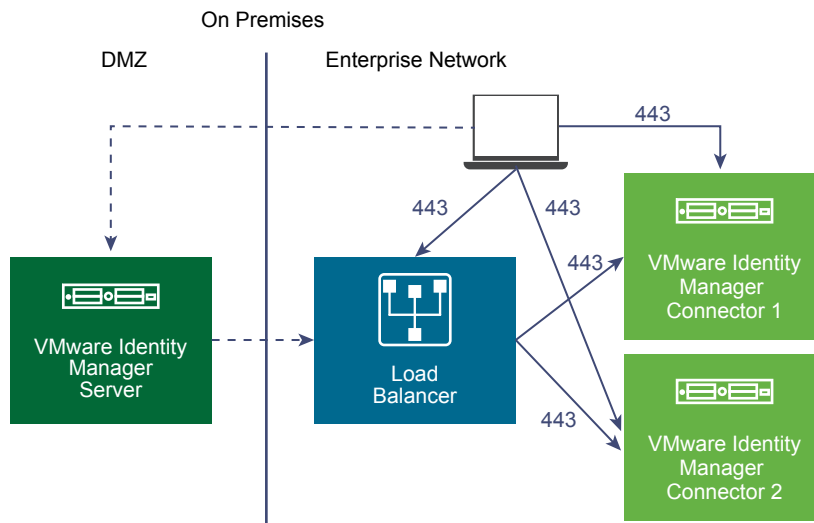 On Premises
DMZ
Enterprise Network
443
443
443
443
443
VMware Identity
Manager
Server
Load
Balancer
VMware Identity
Manager
Connector 1
VMware Identity
Manager
Connector 2